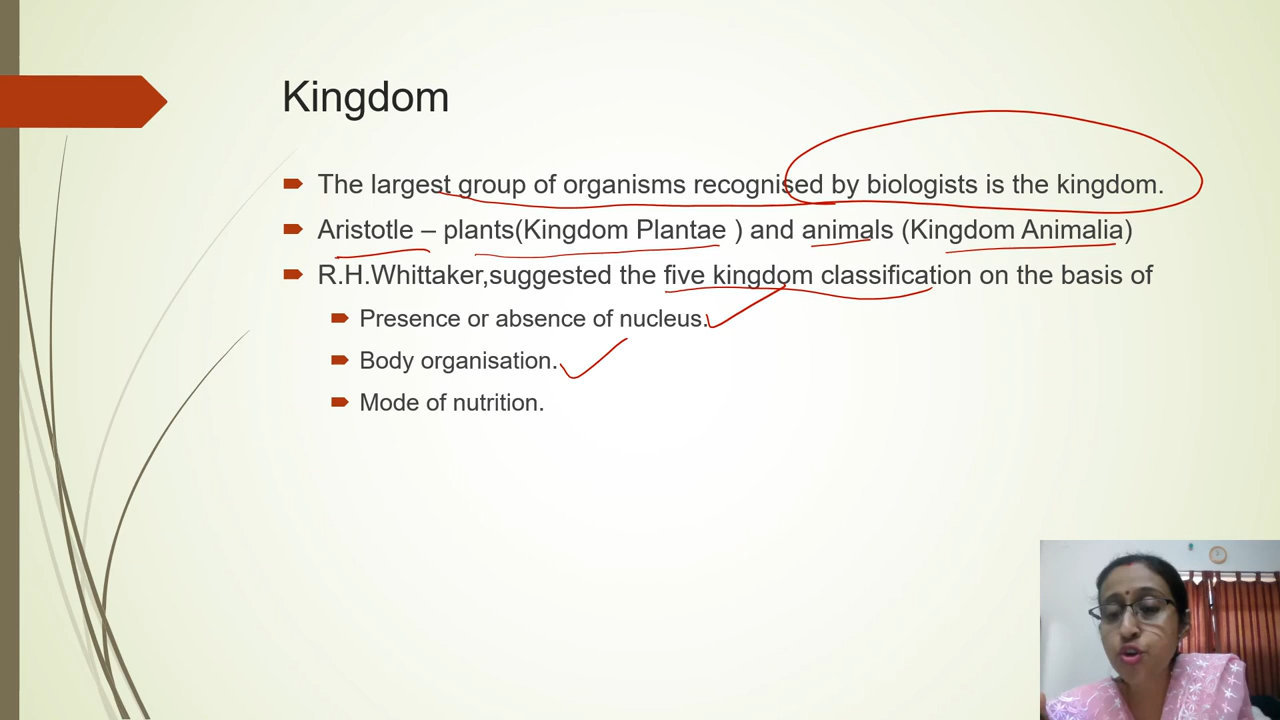 Kingdom
The largest group of organisms recognised by biologists is the kingdom.
Aristotle – plants(Kingdom Plantae ) and animals (Kingdom Animalia)
R.H.Whittaker,suggested the five kingdom classification on the basis of
Presence or absence of nucleus.
Body organisation.
Mode of nutrition.